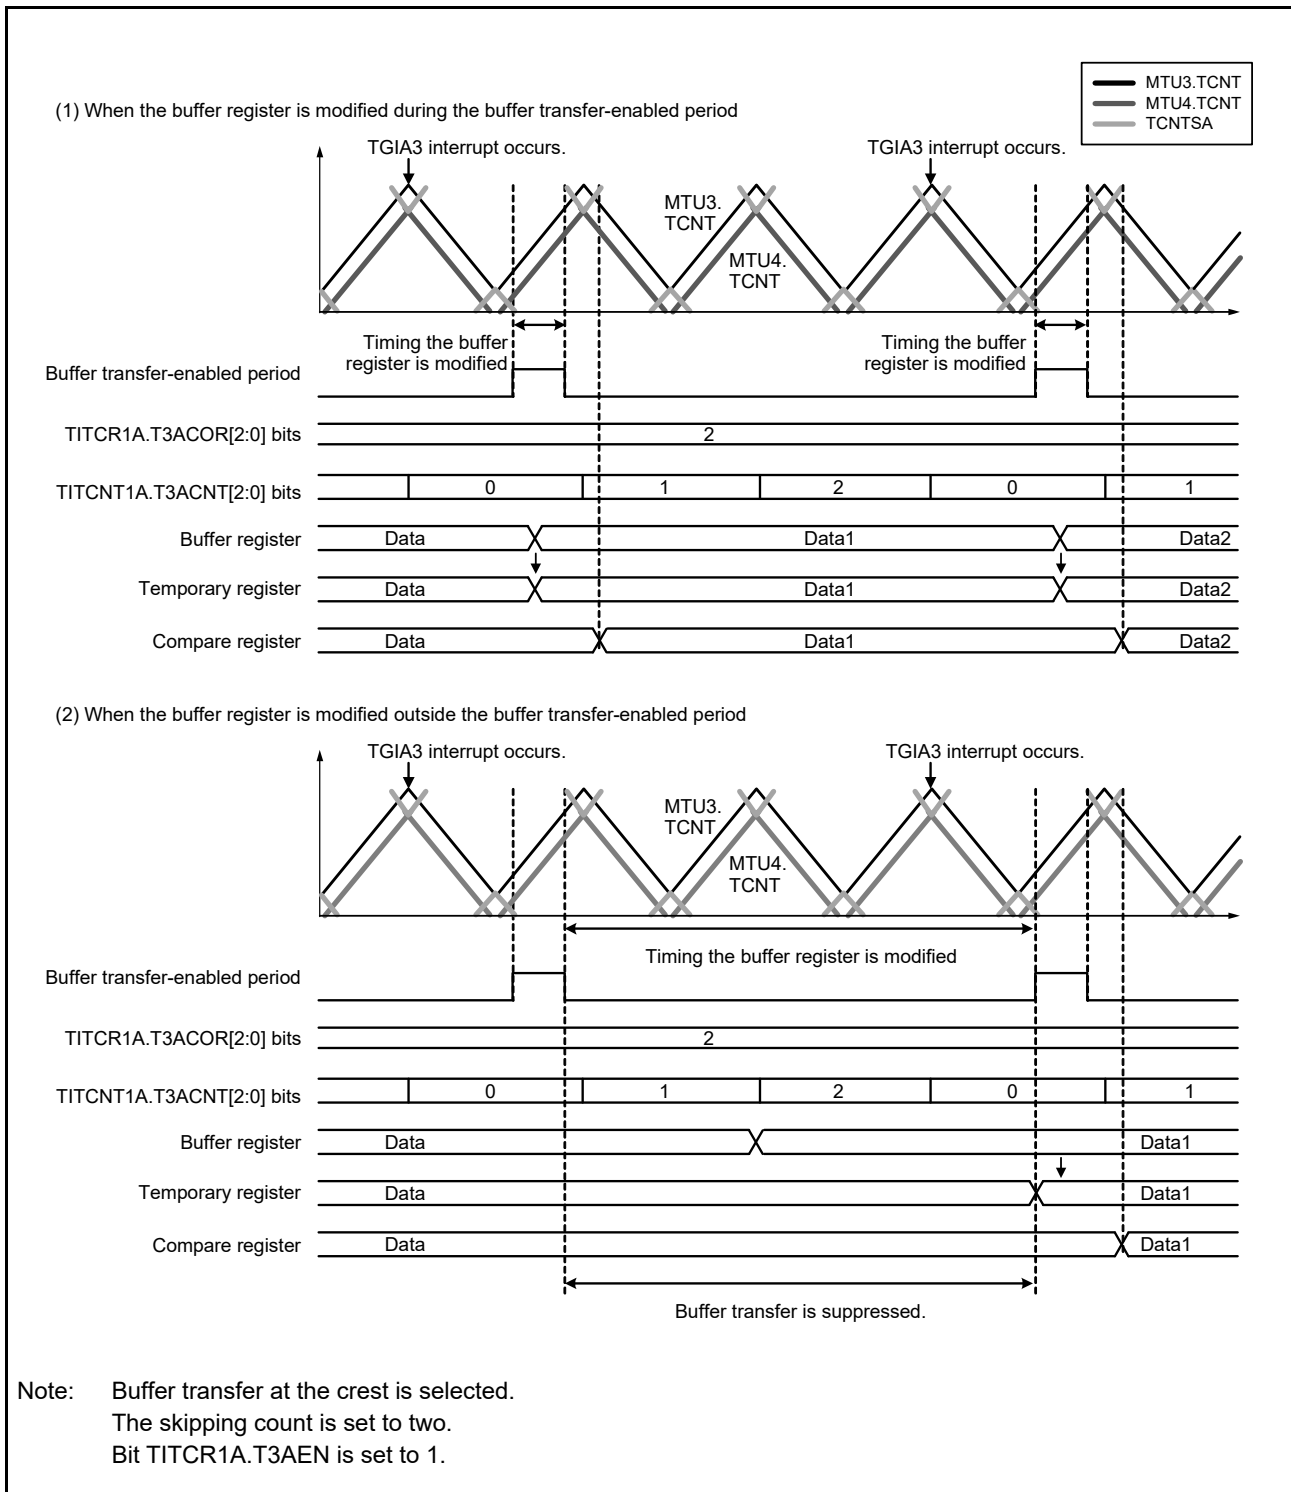 MTU3.TCNT
MTU4.TCNT
TCNTSA
(1) When the buffer register is modified during the buffer transfer-enabled period
TGIA3 interrupt occurs.
TGIA3 interrupt occurs.
MTU3.
TCNT
MTU4.
TCNT
Timing the buffer
register is modified
Timing the buffer
register is modified
Buffer transfer-enabled period
TITCR1A.T3ACOR[2:0] bits
2
TITCNT1A.T3ACNT[2:0] bits
0 1 2 0 1
Buffer register
Data Data1 Data2
Temporary register
Data Data1 Data2
Compare register
Data Data1 Data2
(2) When the buffer register is modified outside the buffer transfer-enabled period
TGIA3 interrupt occurs.
TGIA3 interrupt occurs.
MTU3.
TCNT
MTU4.
TCNT
Timing the buffer register is modified
Buffer transfer-enabled period
TITCR1A.T3ACOR[2:0] bits
2
TITCNT1A.T3ACNT[2:0] bits
0 1 2 0 1
Buffer register
Data Data1
Temporary register
Data Data1
Compare register
Data Data1
Buffer transfer is suppressed.
Note: Buffer transfer at the crest is selected.
The skipping count is set to two.
Bit TITCR1A.T3AEN is set to 1.